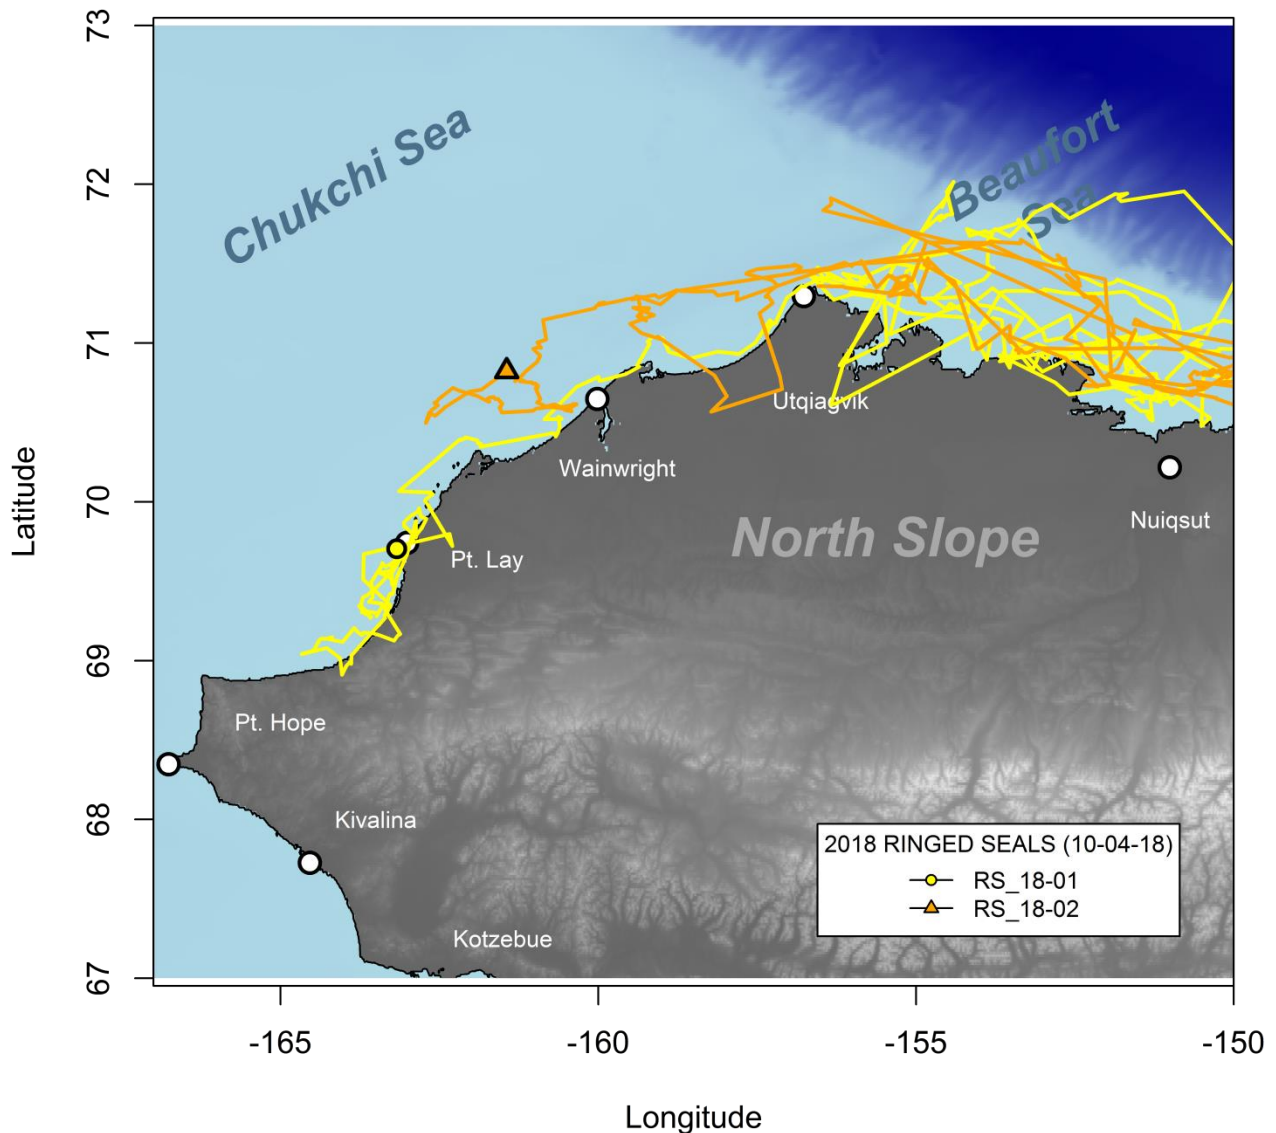 73
72
71
70
69
68
67
Latitude
Chukchi Sea
Beaufort
Sea
Utqiaġvik
Wainwright
Nuiqsut
North Slope
Pt. Lay
Pt. Hope
Kivalina
Kotzebue
2018 RINGED SEALS (10-04-18)
RS_18-01
RS_18-02
-165
-160
-155
-150
Longitude